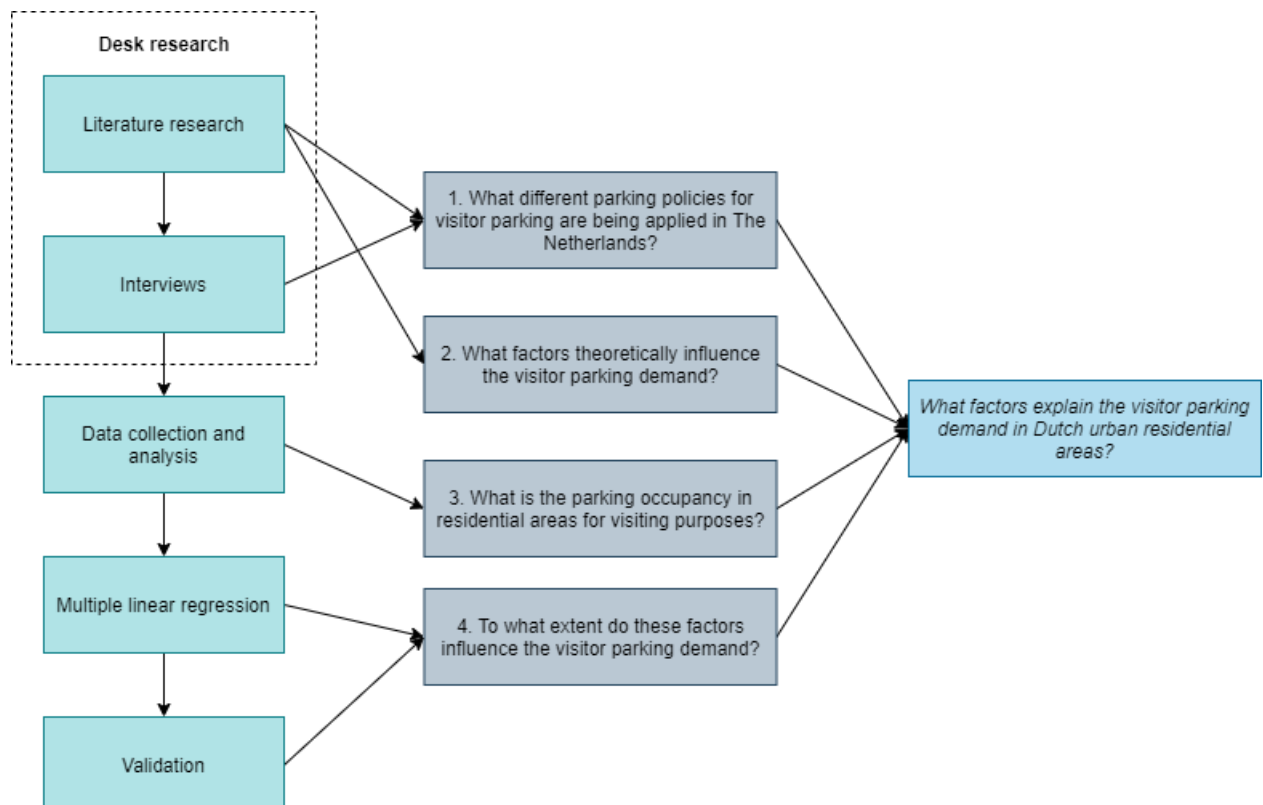 Desk research
Literature research
Interviews
Data collection and
analysis
Multiple linear regression
Validation
1. What different parking policies for
visitor parking are being applied in The
Netherlands?
2. What factors theoretically influence
the visitor parking demand?
3. What is the parking occupancy in
residential areas for visiting purposes?
4. To what extent do these factors
influence the visitor parking demand?
What factors explain the visitor parking
demand in Dutch urban residential
areas?